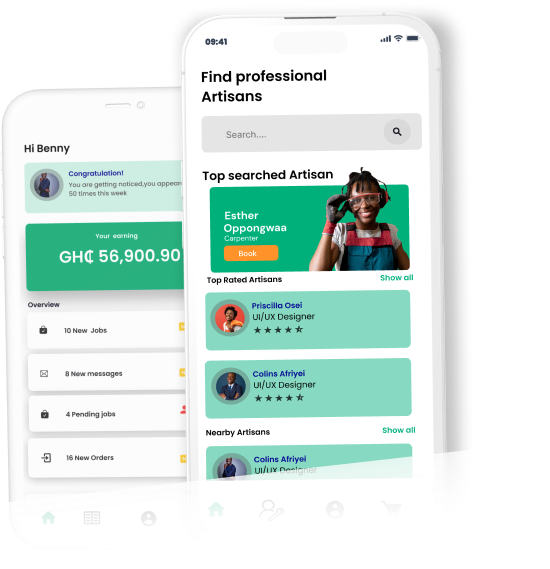 Hi Benny
Congratulation!
You are getting noticed,you appear
50 times this week
Your earning
GH₵ 56,900.90
Overview
10 New Jobs
8 New messages
4 Pending jobs
16 New Orders
09:41
Find professional
Artisans
Search....
Top searched Artisan
Esther
Oppongwaa
Carpenter
Book
Top Rated Artisans
Show all
Priscilla Osei
UI/UX Designer
Colins Afriyei
UI/UX Designer
Nearby Artisans
Show all
Colins Afriyei
UI/UX Designer